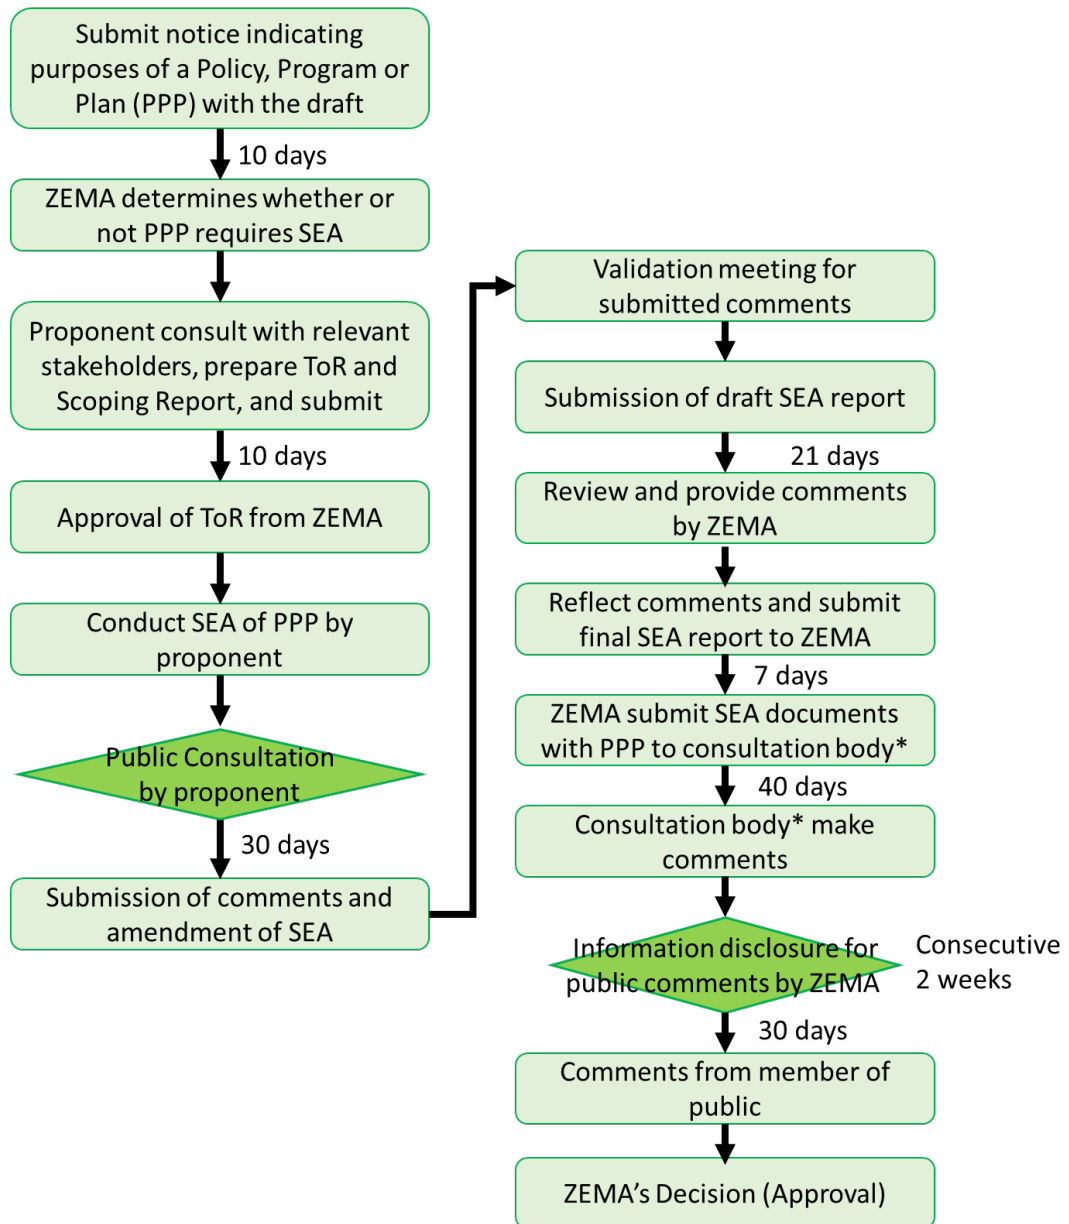 Submit notice indicating
purposes of a Policy, Program or
Plan (PPP) with the draft
10 days
ZEMA determines whether or
not PPP requires SEA
Proponent consult with relevant
stakeholders, prepare ToR and
Scoping Report, and submit
10 days
Approval of ToR from ZEMA
Conduct SEA of PPP by
proponent
Public Consultation
by proponent
30 days
Submission of comments and
amendment of SEA
Validation meeting for
submitted comments
Submission of draft SEA report
21 days
Review and provide comments
by ZEMA
Reflect comments and submit
final SEA report to ZEMA
7 days
ZEMA submit SEA documents
with PPP to consultation body*
40 days
Consultation body* make
comments
Information disclosure for
public comments by ZEMA
Consecutive
2 weeks
30 days
Comments from member of
public
ZEMA’s Decision (Approval)